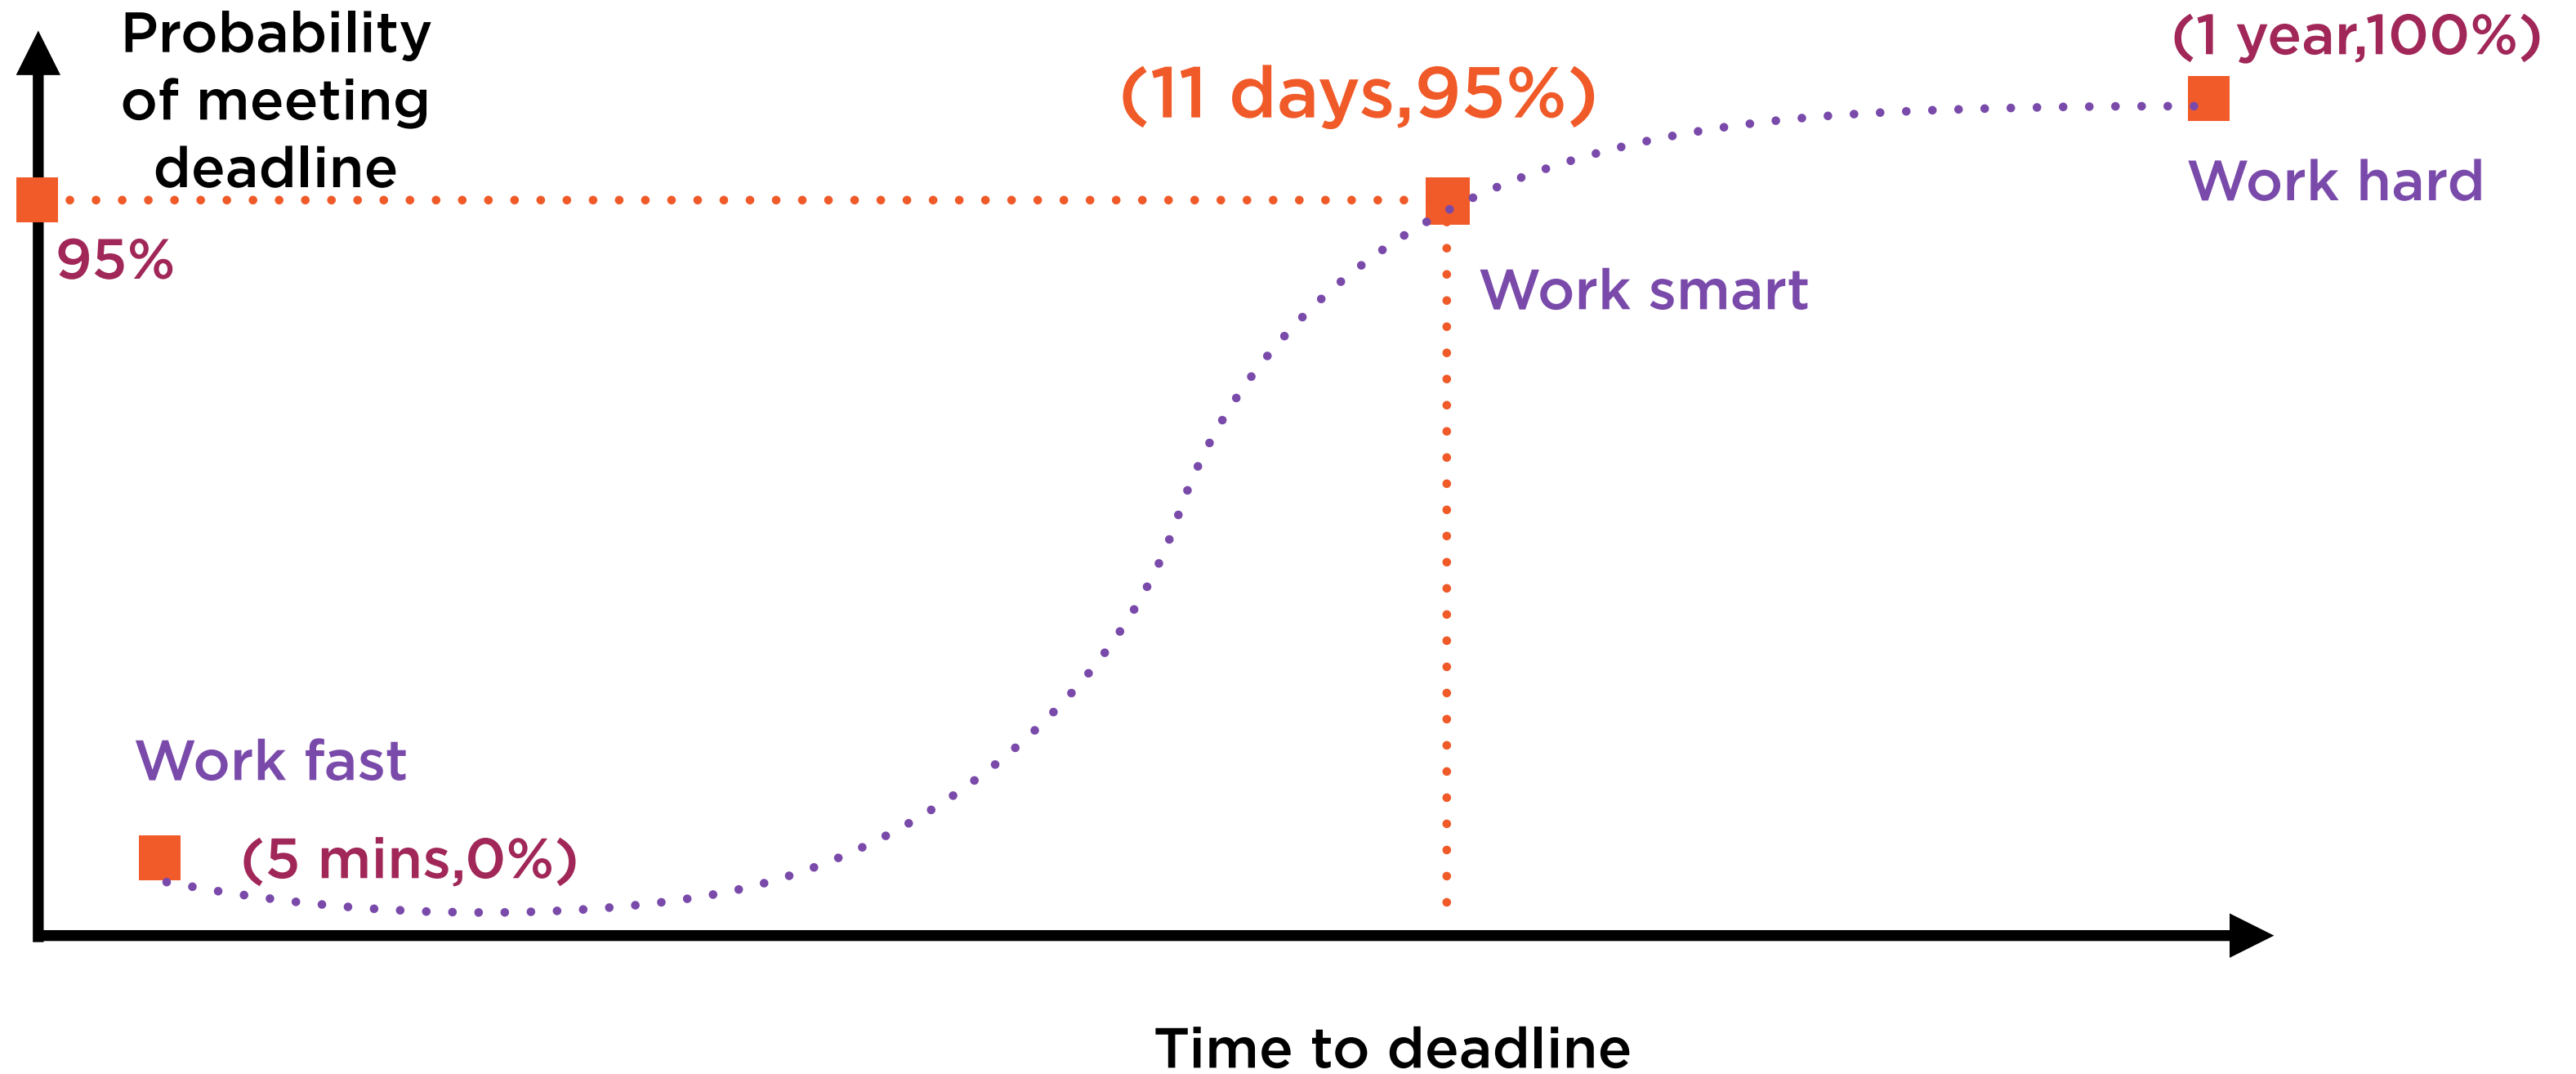 Probability
of meeting
deadline
(1 year,100%)
(11 days,95%)
Work hard
95%
Work smart
Work fast
(5 mins,0%)
Time to deadline